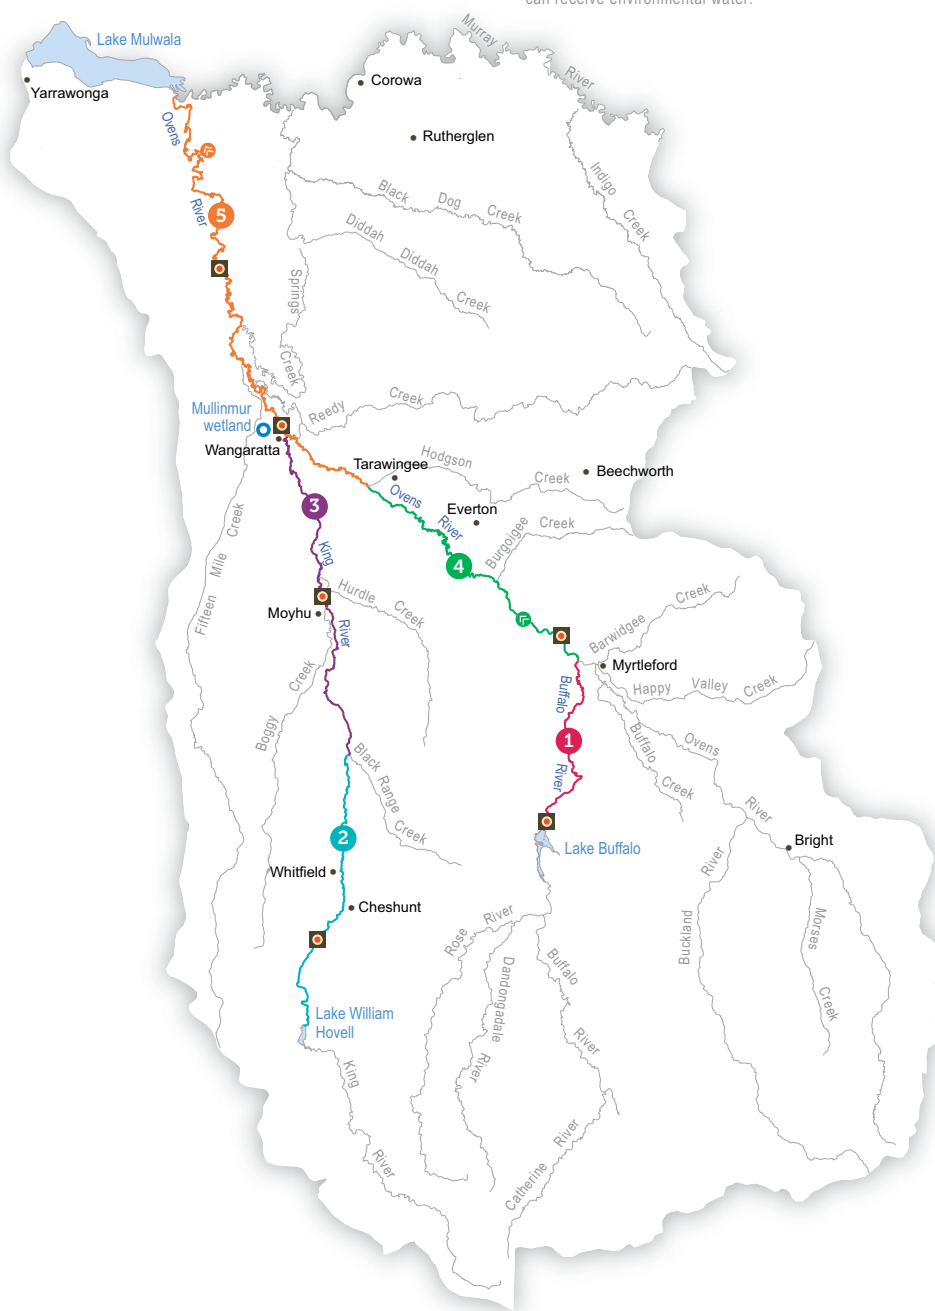 can receive environmental water.
Lake Mulwala
Murray
River
Yarrawonga
Corowa
Ovens
Rutherglen
Indigo
Creek
River
5
Black
Dog
Creek
Diddah
Diddah
Creek
Springs
Creek
Mullinmur
wetland
Reedy
Creek
Wangaratta
Tarawingee
Hodgson
Creek
Beechworth
Ovens
River
Everton
Burgoigee
Creek
3
King
River
Fifteen
Mile
Creek
4
Moyhu
Hurdle
Creek
Barwidgee
Creek
Myrtleford
Happy
Valley
Creek
Boggy
Creek
Buffalo
River
1
Buffalo
Creek
Ovens
River
Black
Range
Creek
2
Lake Buffalo
Bright
Whitfield
Cheshunt
Rose
River
Dandongadale
River
Buffalo
River
Buckland
River
Morses
Creek
Lake William
Hovell
King
River
Catherine
River